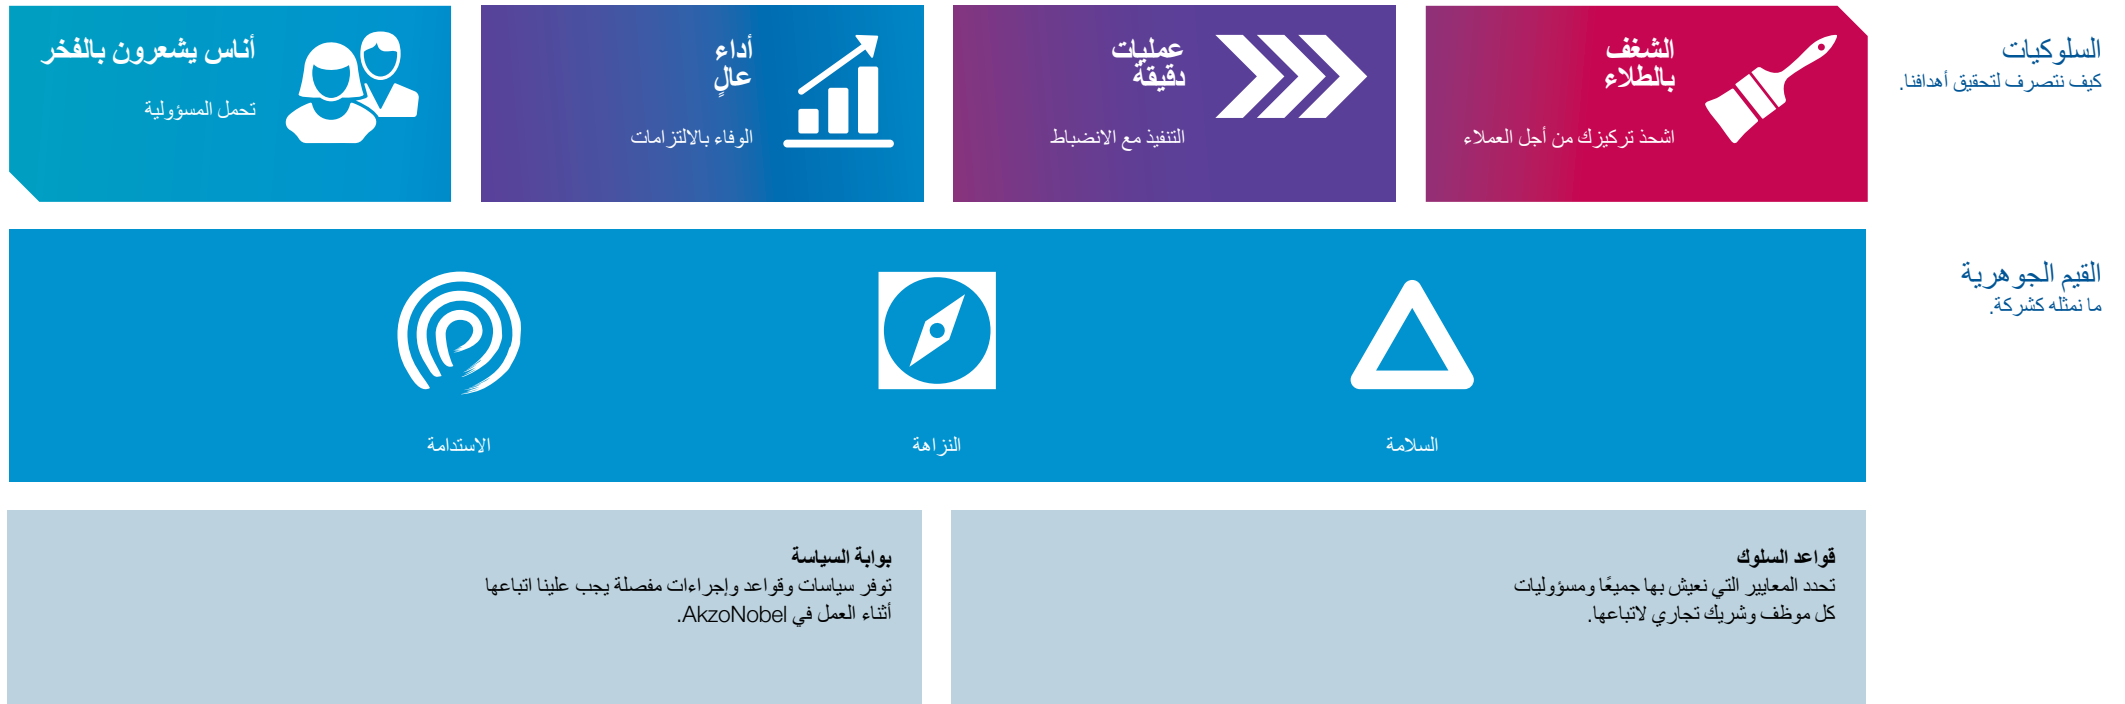 السلوكيات
كيف نتصرف لتحقيق أهدافنا.
الشغف
بالطلاء
اشحذ تركيزك من أجل العملاء
عمليات
دقيقة
التنفيذ مع الانضباط
أداء
عالٍ
الوفاء بالالتزامات
أناس يشعرون بالفخر
تحمل المسؤولية
القيم الجوهرية
ما نمثله كشركة.
السلامة
النزاهة
الاستدامة
قواعد السلوك
تحدد المعايير التي نعيش بها جميعًا ومسؤوليات
كل موظف وشريك تجاري لاتباعها.
بوابة السياسة
توفر سياسات وقواعد وإجراءات مفصلة يجب علينا اتباعها
أثناء العمل في AkzoNobel.